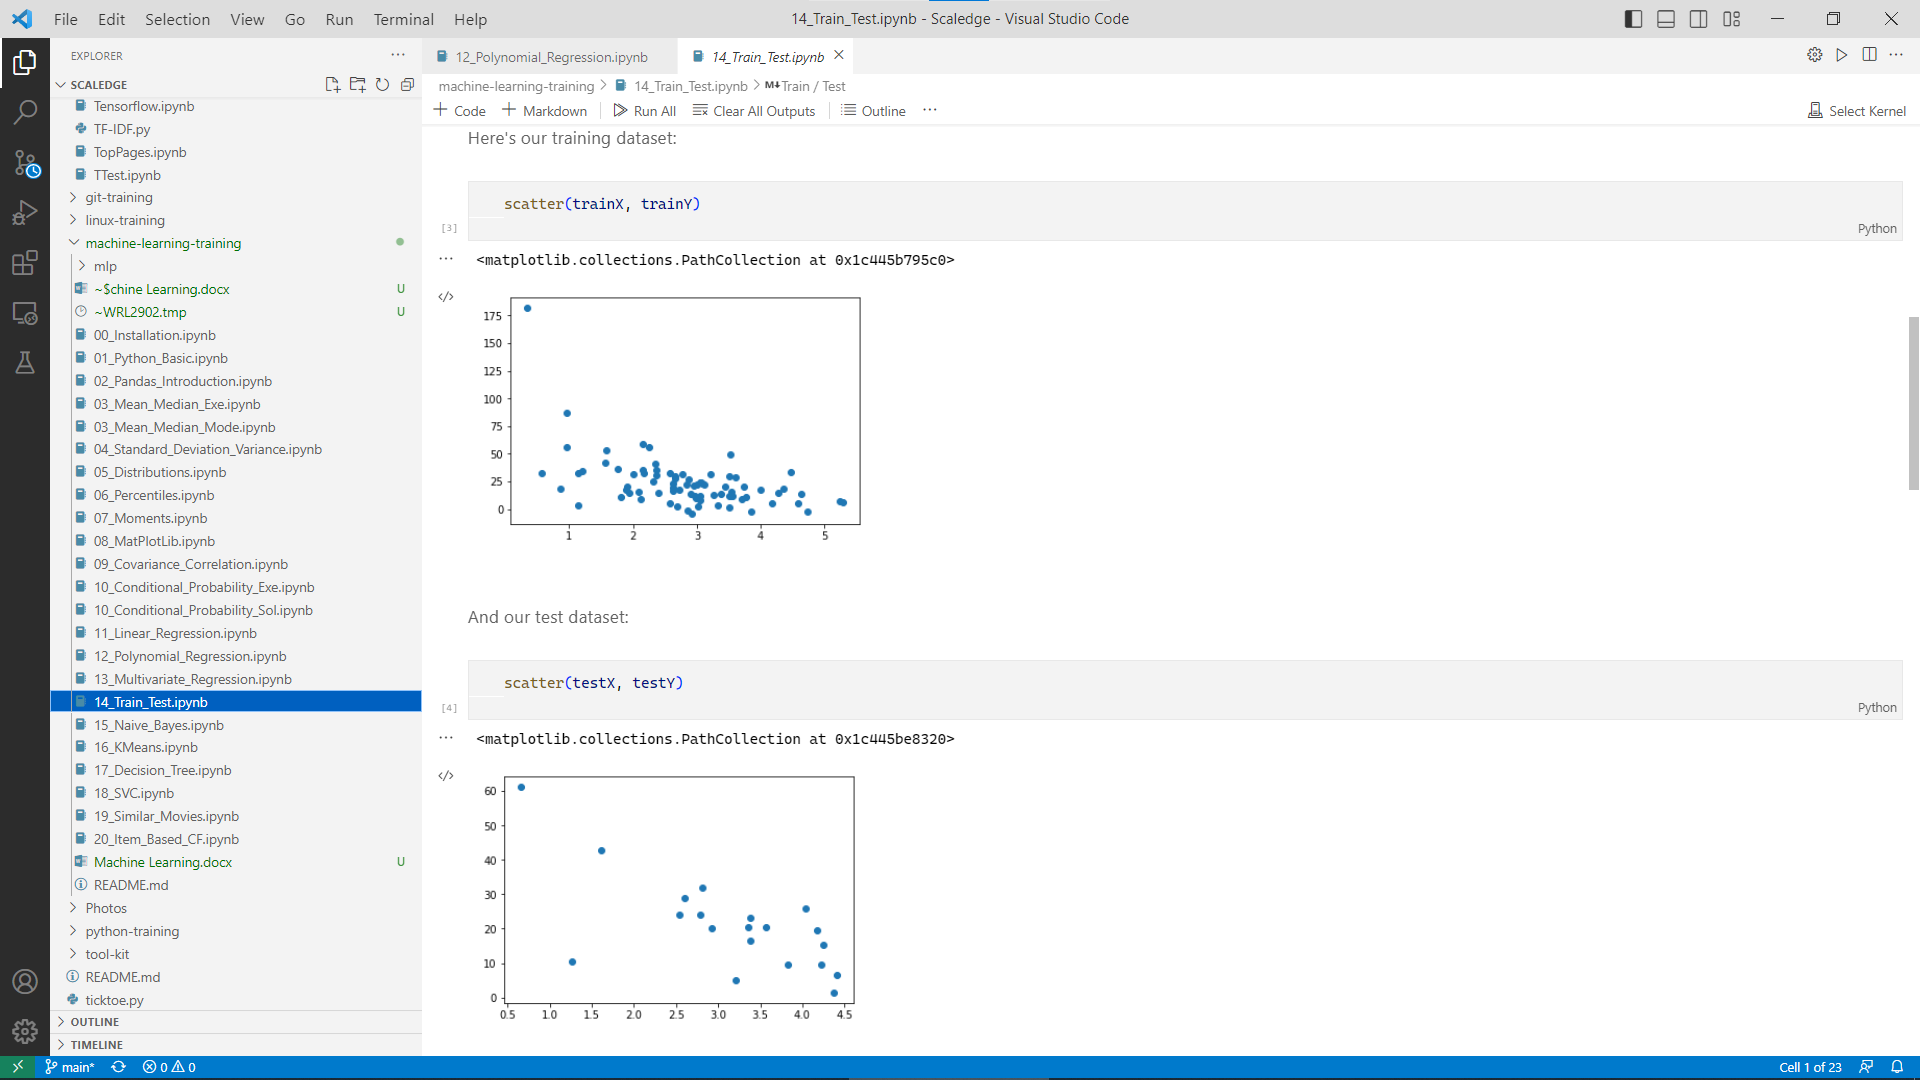 File Edit Selection View Go Run Terminal Help
14_Train_Test.ipynb - Scaledge - Visual Studio Code
EXPLORER
SCALEDGE
Tensorflow.ipynb
TF-IDF.py
TopPages.ipynb
TTest.ipynb
git-training
linux-training
machine-learning-training
mlp
~$chine Learning.docx U
~WRL2902.tmp U
00_Installation.ipynb
01_Python_Basic.ipynb
02_Pandas_Introduction.ipynb
03_Mean_Median_Exe.ipynb
03_Mean_Median_Mode.ipynb
04_Standard_Deviation_Variance.ipynb
05_Distributions.ipynb
06_Percentiles.ipynb
07_Moments.ipynb
08_MatPlotLib.ipynb
09_Covariance_Correlation.ipynb
10_Conditional_Probability_Exe.ipynb
10_Conditional_Probability_Sol.ipynb
11_Linear_Regression.ipynb
12_Polynomial_Regression.ipynb
13_Multivariate_Regression.ipynb
14_Train_Test.ipynb
15_Naive_Bayes.ipynb
16_KMeans.ipynb
17_Decision_Tree.ipynb
18_SVC.ipynb
19_Similar_Movies.ipynb
20_Item_Based_CF.ipynb
Machine Learning.docx U
README.md
Photos
python-training
tool-kit
README.md
ticktoe.py
OUTLINE
TIMELINE
12_Polynomial_Regression.ipynb
14_Train_Test.ipynb
machine-learning-training > 14_Train_Test.ipynb > M↓Train / Test
+ Code + Markdown Run All Clear All Outputs Outline ··· Select Kernel
Here's our training dataset:
scatter(trainX, trainY)
[3] Python
<matplotlib.collections.PathCollection at 0x1c445b795c0>
175
150
125
100
75
50
25
0
1 2 3 4 5
And our test dataset:
scatter(testX, testY)
[4] Python
<matplotlib.collections.PathCollection at 0x1c445be8320>
60
50
40
30
20
10
0
0.5 1.0 1.5 2.0 2.5 3.0 3.5 4.0 4.5
main* 0 0 Cell 1 of 23